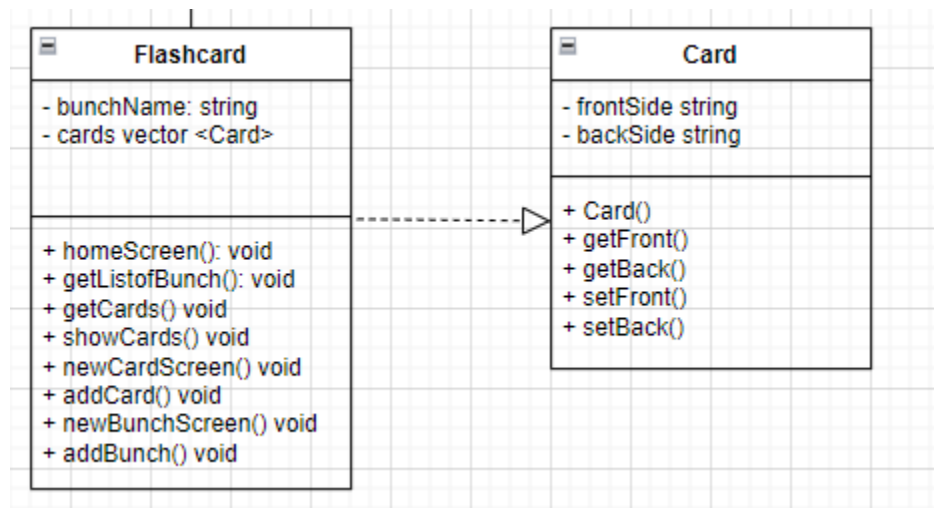 Flashcard
- bunchName: string
- cards vector <Card>
+ homeScreen(): void
+ getListofBunch(): void
+ getCards() void
+ showCards() void
+ newCardScreen() void
+ addCard() void
+ newBunchScreen() void
+ addBunch() void
Card
- frontSide string
- backSide string
+ Card()
+ getFront()
+ getBack()
+ setFront()
+ setBack()